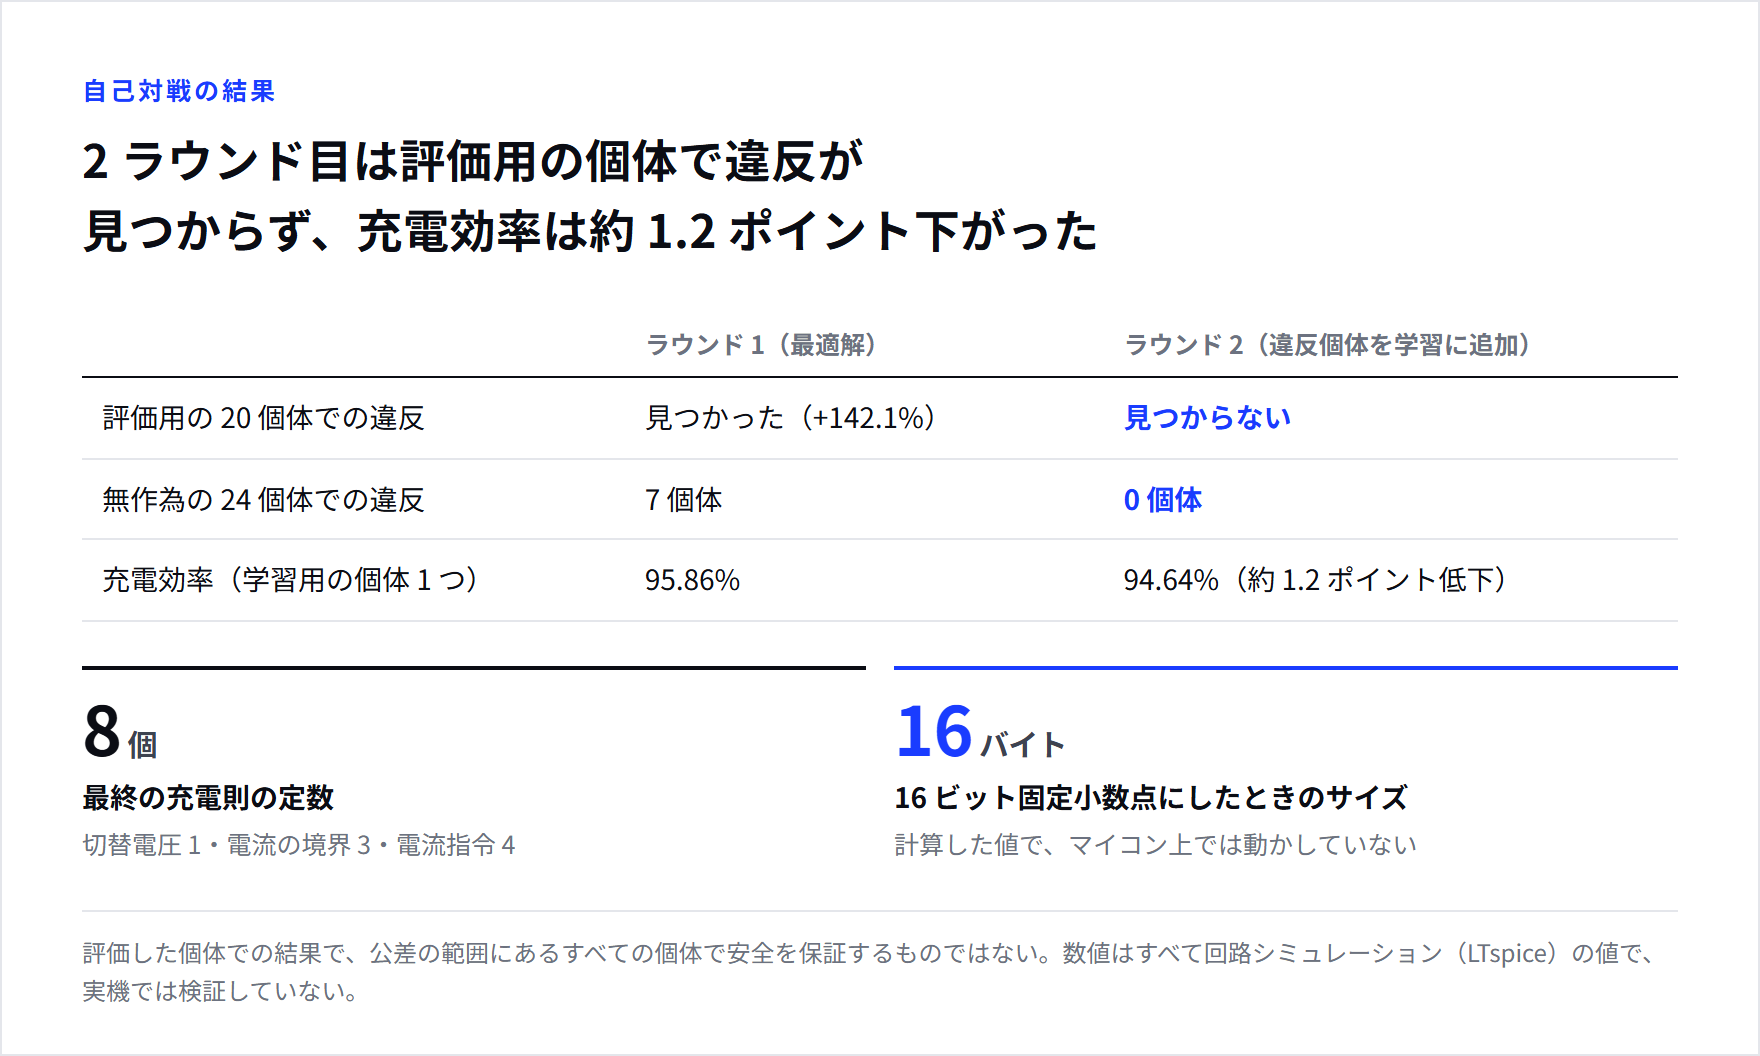 自己対戦の結果
2 ラウンド目は評価用の個体で違反が
見つからず、充電効率は約 1.2 ポイント下がった
ラウンド 1（最適解） ラウンド 2（違反個体を学習に追加）
評価用の 20 個体での違反 見つかった（+142.1%） 見つからない
無作為の 24 個体での違反 7 個体 0 個体
充電効率（学習用の個体 1 つ） 95.86% 94.64%（約 1.2 ポイント低下）
8 個
最終の充電則の定数
切替電圧 1・電流の境界 3・電流指令 4
16 バイト
16 ビット固定小数点にしたときのサイズ
計算した値で、マイコン上では動かしていない
評価した個体での結果で、公差の範囲にあるすべての個体で安全を保証するものではない。数値はすべて回路シミュレーション（LTspice）の値で、
実機では検証していない。